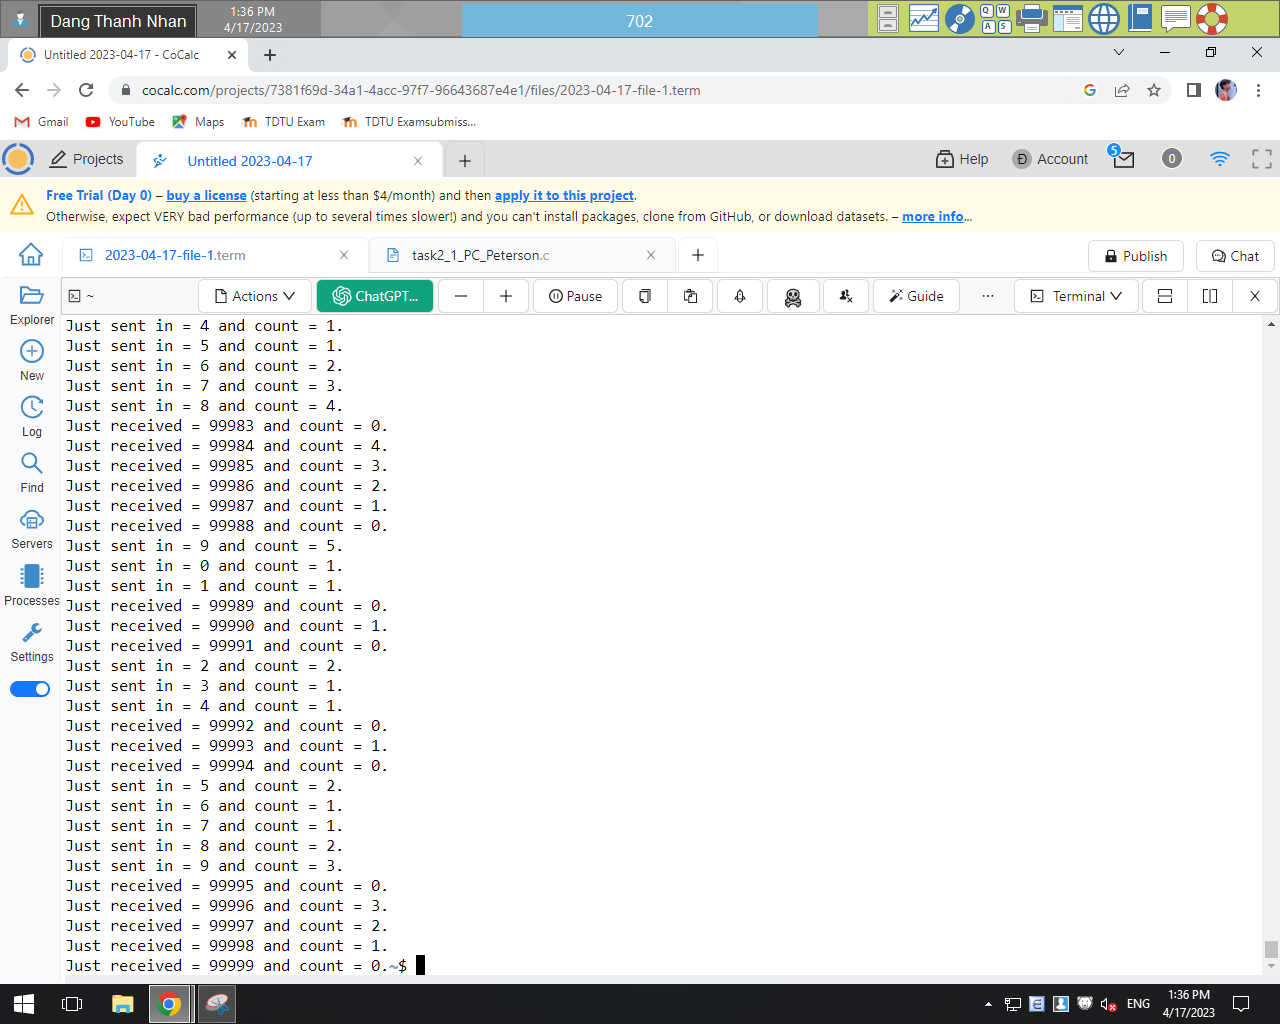 Dang Thanh Nhan
1:36 PM
4/17/2023
702
Q W
A S
Untitled 2023-04-17 - CoCalc
cocalc.com/projects/7381f69d-34a1-4acc-97f7-96643687e4e1/files/2023-04-17-file-1.term
Gmail YouTube Maps TDTU Exam TDTU Examsubmiss...
Projects Untitled 2023-04-17 Help Account 5 0
Free Trial (Day 0) – buy a license (starting at less than $4/month) and then apply it to this project.
Otherwise, expect VERY bad performance (up to several times slower!) and you can't install packages, clone from GitHub, or download datasets. – more info...
2023-04-17-file-1.term task2_1_PC_Peterson.c Publish Chat
~ Actions ChatGPT... Pause Guide ... Terminal
Explorer
New
Log
Find
Servers
Processes
Settings
Just sent in = 4 and count = 1.
Just sent in = 5 and count = 1.
Just sent in = 6 and count = 2.
Just sent in = 7 and count = 3.
Just sent in = 8 and count = 4.
Just received = 99983 and count = 0.
Just received = 99984 and count = 4.
Just received = 99985 and count = 3.
Just received = 99986 and count = 2.
Just received = 99987 and count = 1.
Just received = 99988 and count = 0.
Just sent in = 9 and count = 5.
Just sent in = 0 and count = 1.
Just sent in = 1 and count = 1.
Just received = 99989 and count = 0.
Just received = 99990 and count = 1.
Just received = 99991 and count = 0.
Just sent in = 2 and count = 2.
Just sent in = 3 and count = 1.
Just sent in = 4 and count = 1.
Just received = 99992 and count = 0.
Just received = 99993 and count = 1.
Just received = 99994 and count = 0.
Just sent in = 5 and count = 2.
Just sent in = 6 and count = 1.
Just sent in = 7 and count = 1.
Just sent in = 8 and count = 2.
Just sent in = 9 and count = 3.
Just received = 99995 and count = 0.
Just received = 99996 and count = 3.
Just received = 99997 and count = 2.
Just received = 99998 and count = 1.
Just received = 99999 and count = 0.~$
ENG
1:36 PM
4/17/2023